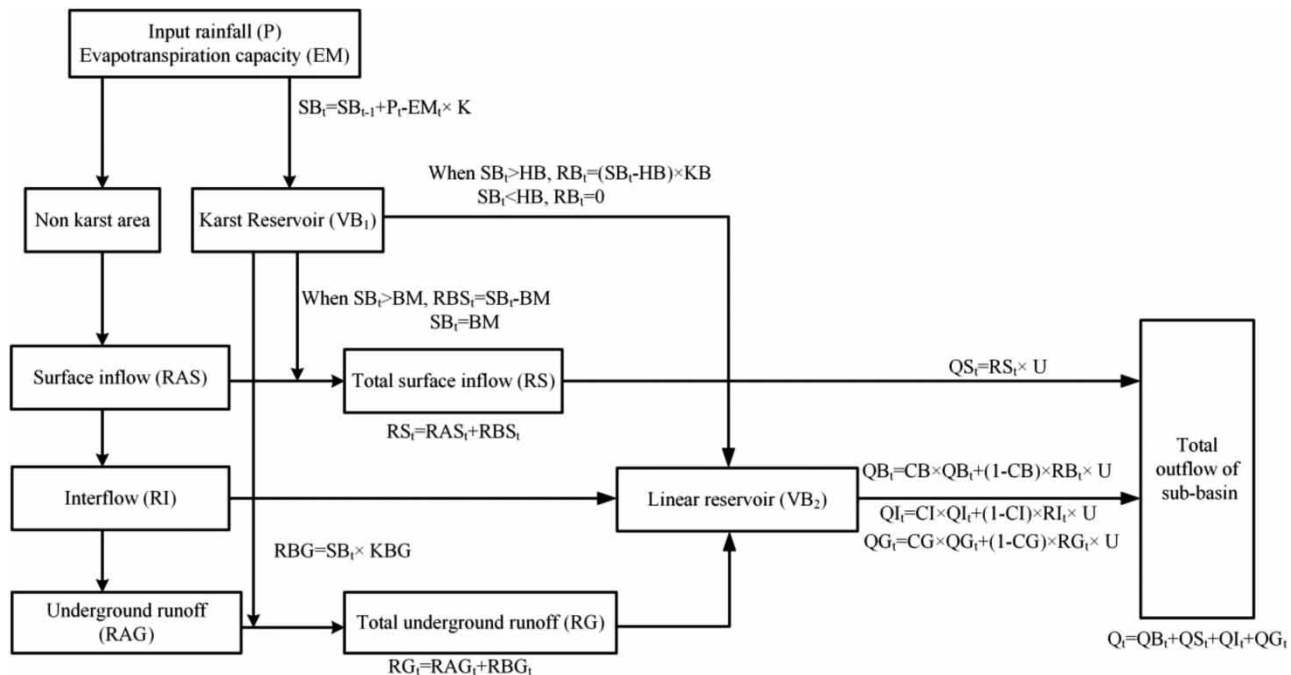 Input rainfall (P)
Evapotranspiration capacity (EM)
SBₜ=SBₜ₋₁+Pₜ-EMₜ× K
When SBₜ>HB, RBₜ=(SBₜ-HB)×KB
SBₜ<HB, RBₜ=0
Non karst area
Karst Reservoir (VB₁)
When SBₜ>BM, RBSₜ=SBₜ-BM
SBₜ=BM
Surface inflow (RAS)
Total surface inflow (RS)
QSₜ=RSₜ× U
RSₜ=RASₜ+RBSₜ
Total
outflow of
sub-basin
Interflow (RI)
Linear reservoir (VB₂)
QBₜ=CB×QBₜ+(1-CB)×RBₜ× U
QIₜ=CI×QIₜ+(1-CI)×RIₜ× U
QGₜ=CG×QGₜ+(1-CG)×RGₜ× U
RBG=SBₜ× KBG
Underground runoff
(RAG)
Total underground runoff (RG)
RGₜ=RAGₜ+RBGₜ
Qₜ=QBₜ+QSₜ+QIₜ+QGₜ